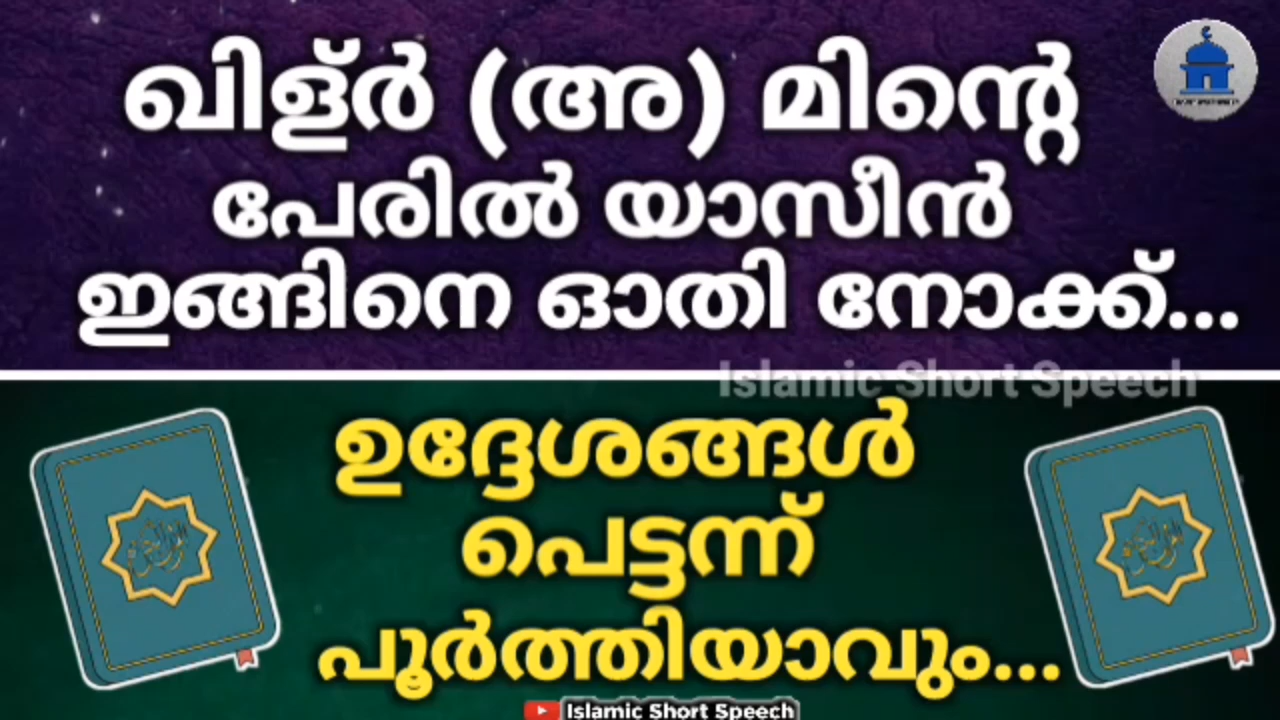 ഖിള്ർ (അ) മിന്റെ
പേരിൽ യാസീൻ
ഇങ്ങിനെ ഓതി നോക്ക്...
Islamic Short Speech
ഉദ്ദേശങ്ങൾ
പെട്ടന്ന്
പൂർത്തിയാവും...
Islamic Short Speech